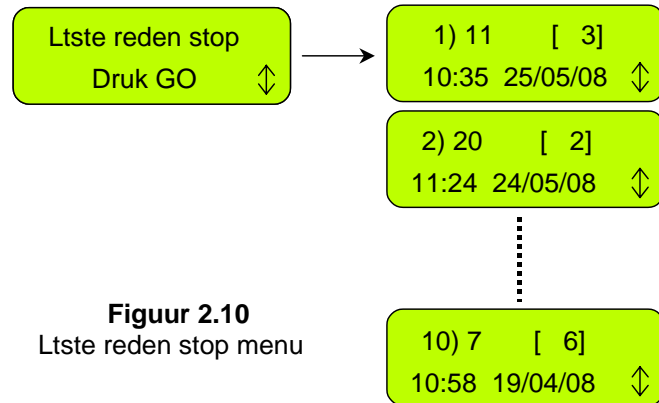 Ltste reden stop
Druk GO
1) 11 [ 3]
10:35 25/05/08
2) 20 [ 2]
11:24 24/05/08
10) 7 [ 6]
10:58 19/04/08
Figuur 2.10
Ltste reden stop menu